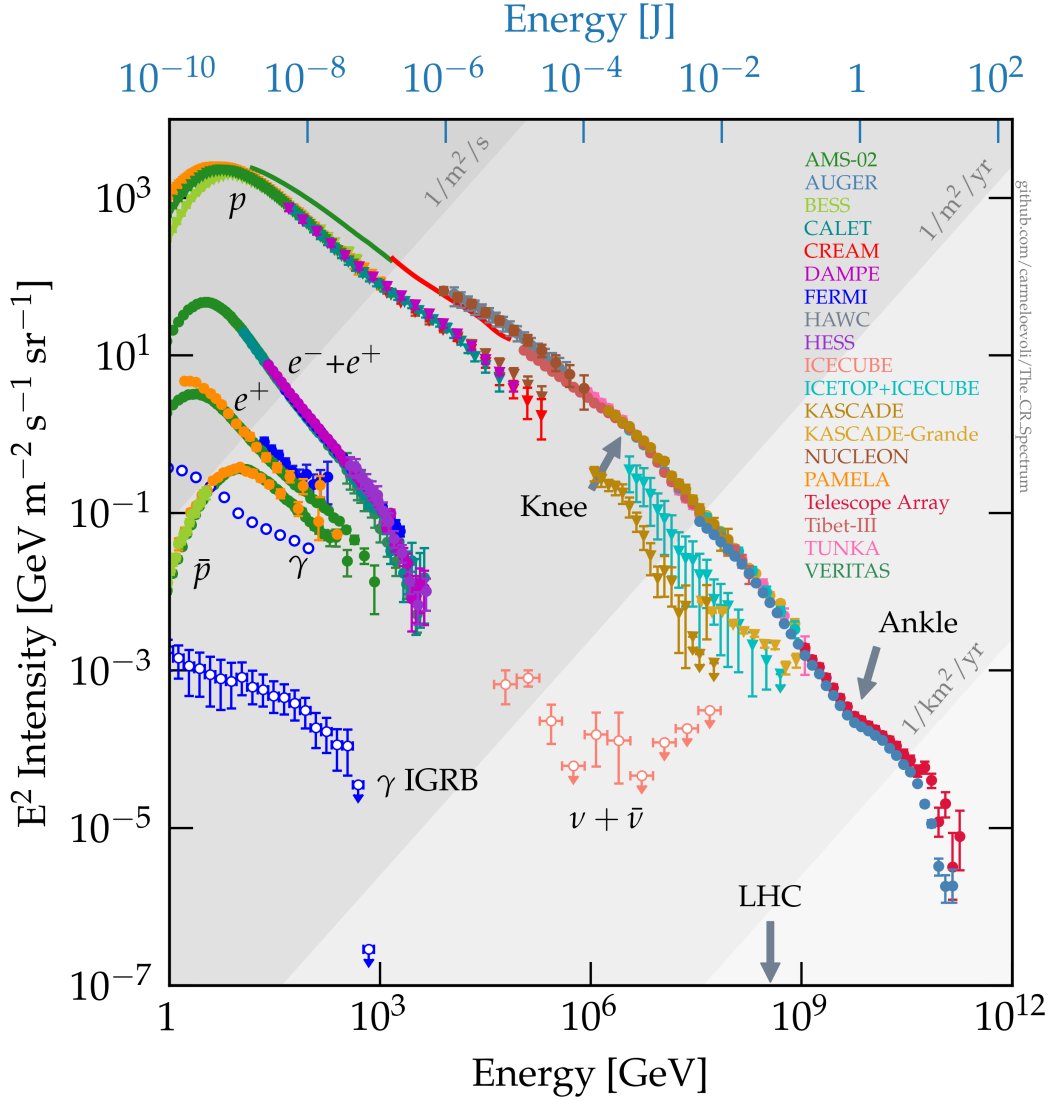 Energy [J]
10⁻¹⁰ 10⁻⁸ 10⁻⁶ 10⁻⁴ 10⁻² 1 10²
E² Intensity [GeV m⁻² s⁻¹ sr⁻¹]
10³
10¹
10⁻¹
10⁻³
10⁻⁵
10⁻⁷
1/m²/s
1/m²/yr
1/km²/yr
p
e⁻+e⁺
e⁺
p̄
γ
γ IGRB
ν + ν̄
Knee
Ankle
LHC
AMS-02
AUGER
BESS
CALET
CREAM
DAMPE
FERMI
HAWC
HESS
ICECUBE
ICETOP+ICECUBE
KASCADE
KASCADE-Grande
NUCLEON
PAMELA
Telescope Array
Tibet-III
TUNKA
VERITAS
github.com/carmeloevoli/The_CR_Spectrum
1 10³ 10⁶ 10⁹ 10¹²
Energy [GeV]